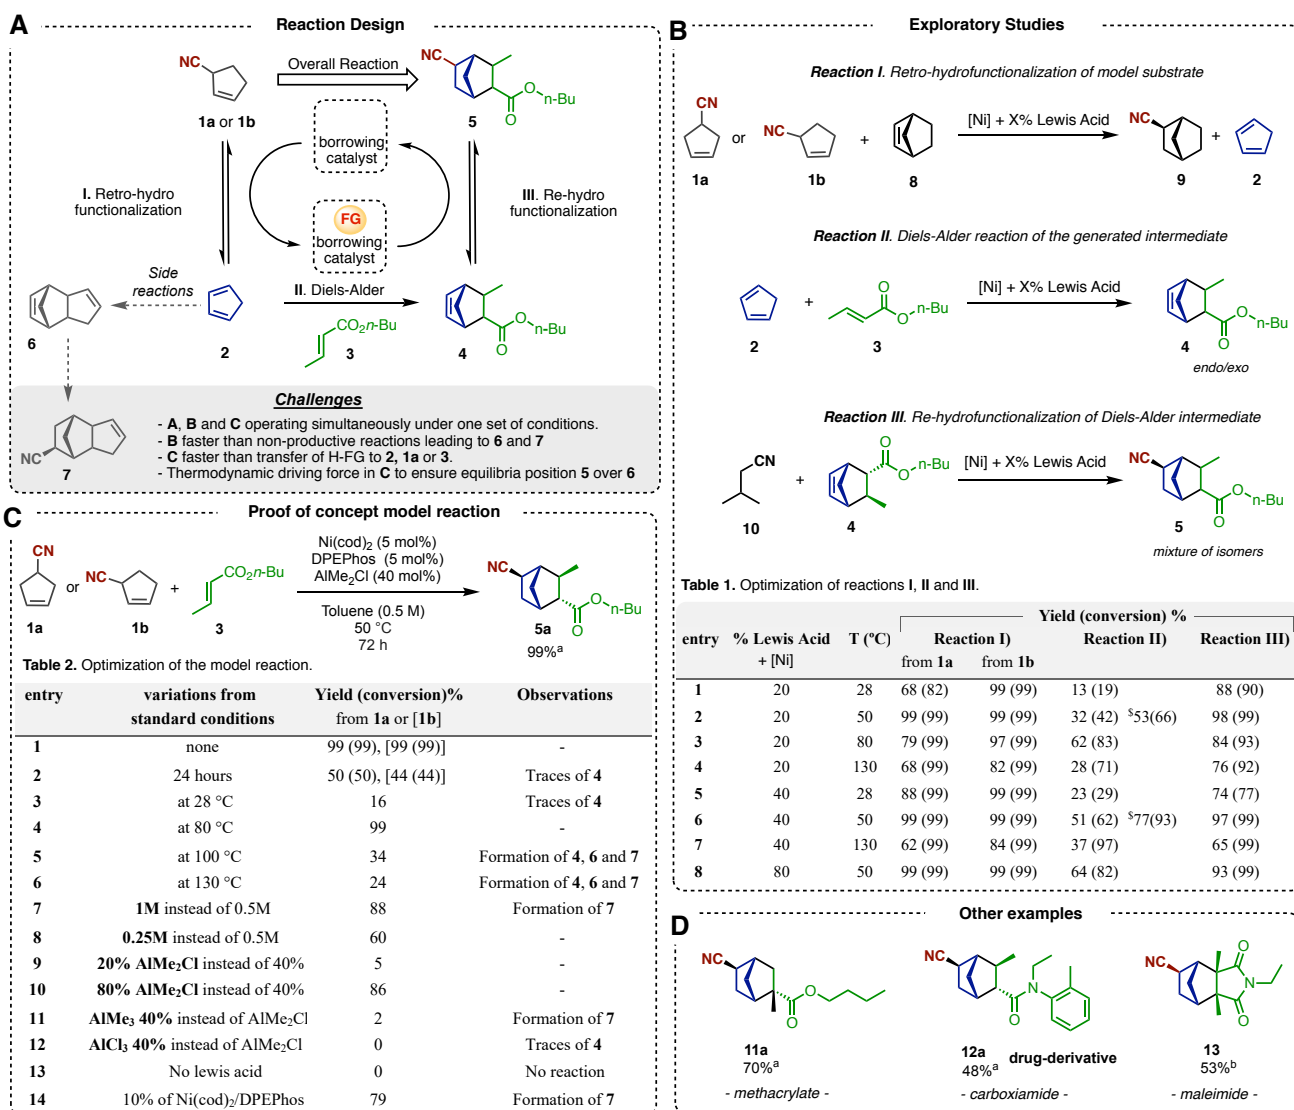 A
Reaction Design
NC
1a or 1b
Overall Reaction
NC
O
n-Bu
O
5
borrowing
catalyst
I. Retro-hydro
functionalization
III. Re-hydro
functionalization
FG
borrowing
catalyst
Side
reactions
II. Diels-Alder
6
2
CO2n-Bu
3
O
n-Bu
O
4
Challenges
- A, B and C operating simultaneously under one set of conditions.
- B faster than non-productive reactions leading to 6 and 7
- C faster than transfer of H-FG to 2, 1a or 3.
- Thermodynamic driving force in C to ensure equilibria position 5 over 6
NC
7
B
Exploratory Studies
Reaction I. Retro-hydrofunctionalization of model substrate
CN
1a
or
NC
1b
+
8
[Ni] + X% Lewis Acid
NC
9
+
2
Reaction II. Diels-Alder reaction of the generated intermediate
2
+
O
O
n-Bu
3
[Ni] + X% Lewis Acid
O
n-Bu
O
4
endo/exo
Reaction III. Re-hydrofunctionalization of Diels-Alder intermediate
CN
10
+
O
O
n-Bu
4
[Ni] + X% Lewis Acid
NC
O
n-Bu
O
5
mixture of isomers
Table 1. Optimization of reactions I, II and III.
Yield (conversion) %
entry % Lewis Acid T (ºC) Reaction I) Reaction II) Reaction III)
+ [Ni] from 1a from 1b
1 20 28 68 (82) 99 (99) 13 (19) 88 (90)
2 20 50 99 (99) 99 (99) 32 (42) $53(66) 98 (99)
3 20 80 79 (99) 97 (99) 62 (83) 84 (93)
4 20 130 68 (99) 82 (99) 28 (71) 76 (92)
5 40 28 88 (99) 99 (99) 23 (29) 74 (77)
6 40 50 99 (99) 99 (99) 51 (62) $77(93) 97 (99)
7 40 130 62 (99) 84 (99) 37 (97) 65 (99)
8 80 50 99 (99) 99 (99) 64 (82) 93 (99)
C
Proof of concept model reaction
CN
1a
or
NC
1b
+
CO2n-Bu
3
Ni(cod)2 (5 mol%)
DPEPhos (5 mol%)
AlMe2Cl (40 mol%)
Toluene (0.5 M)
50 °C
72 h
NC
O
n-Bu
O
5a
99%a
Table 2. Optimization of the model reaction.
entry variations from Yield (conversion)% Observations
standard conditions from 1a or [1b]
1 none 99 (99), [99 (99)] -
2 24 hours 50 (50), [44 (44)] Traces of 4
3 at 28 °C 16 Traces of 4
4 at 80 °C 99 -
5 at 100 °C 34 Formation of 4, 6 and 7
6 at 130 °C 24 Formation of 4, 6 and 7
7 1M instead of 0.5M 88 Formation of 7
8 0.25M instead of 0.5M 60 -
9 20% AlMe2Cl instead of 40% 5 -
10 80% AlMe2Cl instead of 40% 86 -
11 AlMe3 40% instead of AlMe2Cl 2 Formation of 7
12 AlCl3 40% instead of AlMe2Cl 0 Traces of 4
13 No lewis acid 0 No reaction
14 10% of Ni(cod)2/DPEPhos 79 Formation of 7
D
Other examples
NC
O
O
11a
70%a
- methacrylate -
NC
N
O
12a drug-derivative
48%a
- carboxiamide -
NC
O
N
O
13
53%b
- maleimide -